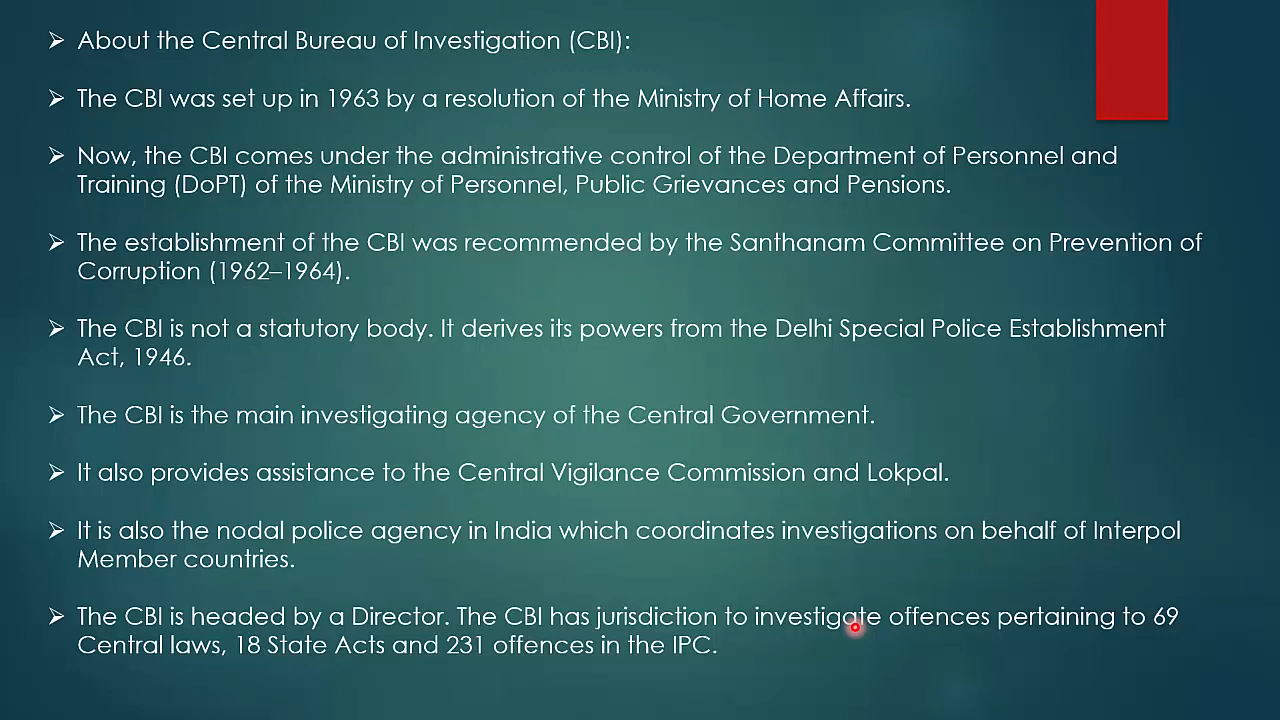 ➢ About the Central Bureau of Investigation (CBI):
➢ The CBI was set up in 1963 by a resolution of the Ministry of Home Affairs.
➢ Now, the CBI comes under the administrative control of the Department of Personnel and
Training (DoPT) of the Ministry of Personnel, Public Grievances and Pensions.
➢ The establishment of the CBI was recommended by the Santhanam Committee on Prevention of
Corruption (1962–1964).
➢ The CBI is not a statutory body. It derives its powers from the Delhi Special Police Establishment
Act, 1946.
➢ The CBI is the main investigating agency of the Central Government.
➢ It also provides assistance to the Central Vigilance Commission and Lokpal.
➢ It is also the nodal police agency in India which coordinates investigations on behalf of Interpol
Member countries.
➢ The CBI is headed by a Director. The CBI has jurisdiction to investigate offences pertaining to 69
Central laws, 18 State Acts and 231 offences in the IPC.